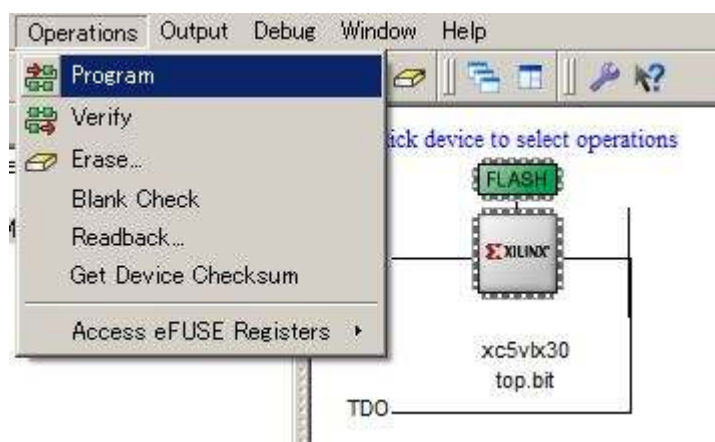 Operations Output Debug Window Help
Program
Verify
Erase...
Blank Check
Readback...
Get Device Checksum
Access eFUSE Registers
ick device to select operations
FLASH
XILINX
xc5vlx30
top.bit
TDO